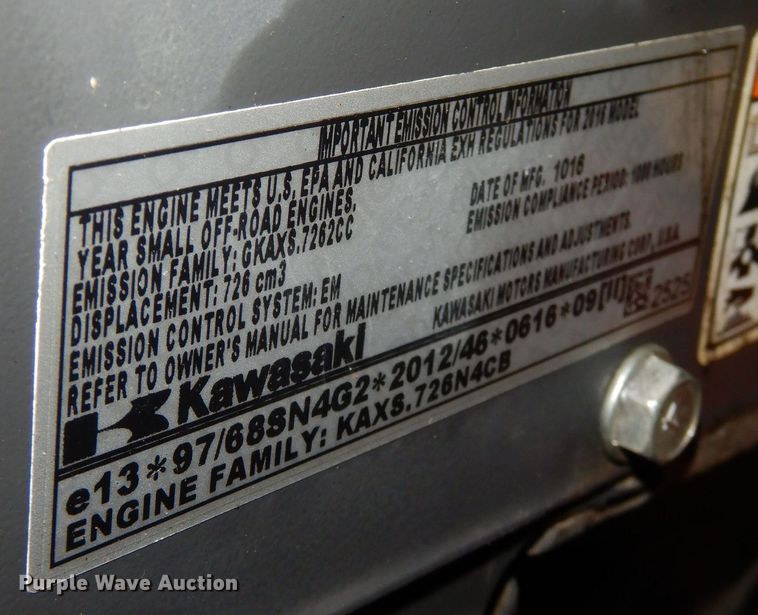 IMPORTANT EMISSION CONTROL INFORMATION
THIS ENGINE MEETS U.S. EPA AND CALIFORNIA EXH REGULATIONS FOR 2016 MODEL
YEAR SMALL OFF-ROAD ENGINES.
EMISSION FAMILY: GKAXS.7262CC
DATE OF MFG. 1016
DISPLACEMENT: 726 cm3
EMISSION COMPLIANCE PERIOD: 1000 HOURS
EMISSION CONTROL SYSTEM: EM
REFER TO OWNER'S MANUAL FOR MAINTENANCE SPECIFICATIONS AND ADJUSTMENTS.
Kawasaki
KAWASAKI MOTORS MANUFACTURING CORP., U.S.A.
e13*97/68SN4G2*2012/46*0616*09
2525
ENGINE FAMILY: KAXS.726N4CB
Purple Wave Auction